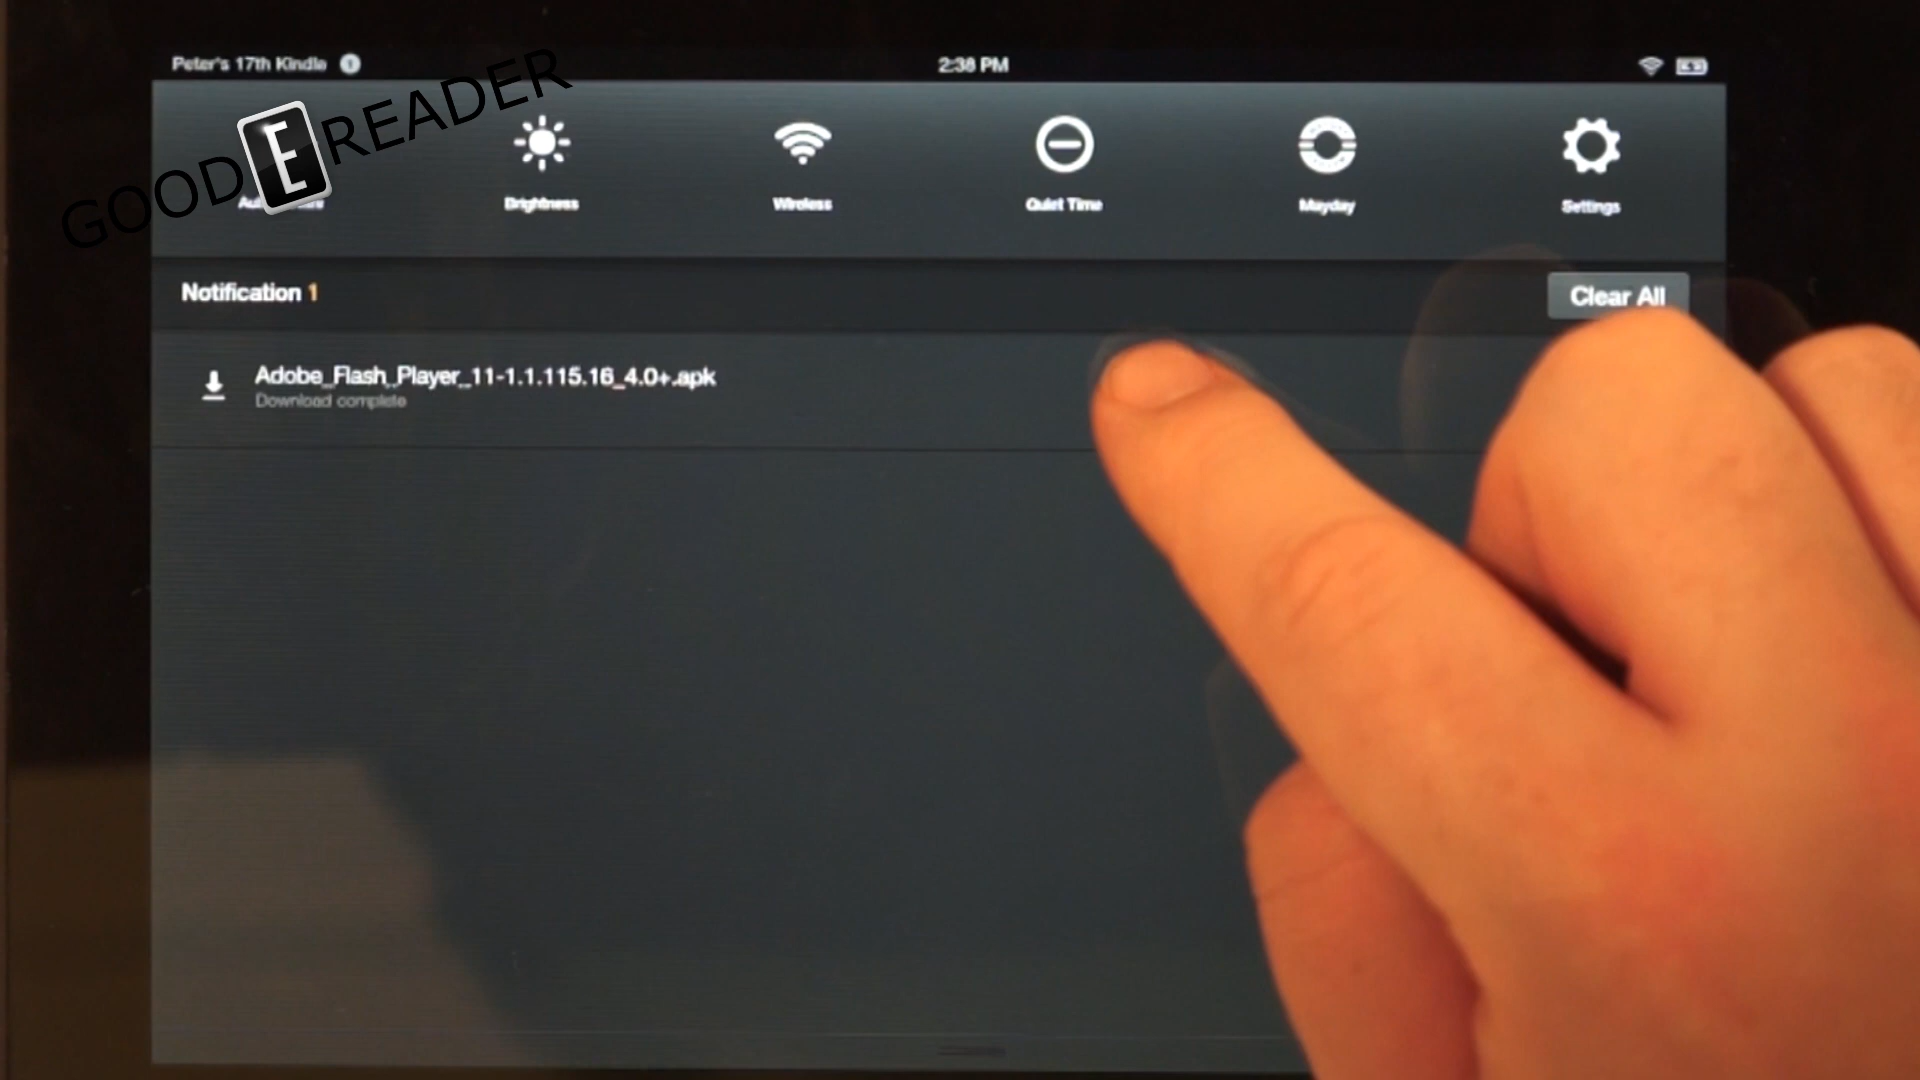 Peter's 17th Kindle 1
2:38 PM
GOOD E READER
Brightness
Wireless
Quiet Time
Mayday
Settings
Notification 1
Clear All
Adobe_Flash_Player_11-1.1.115.16_4.0+.apk
Download complete